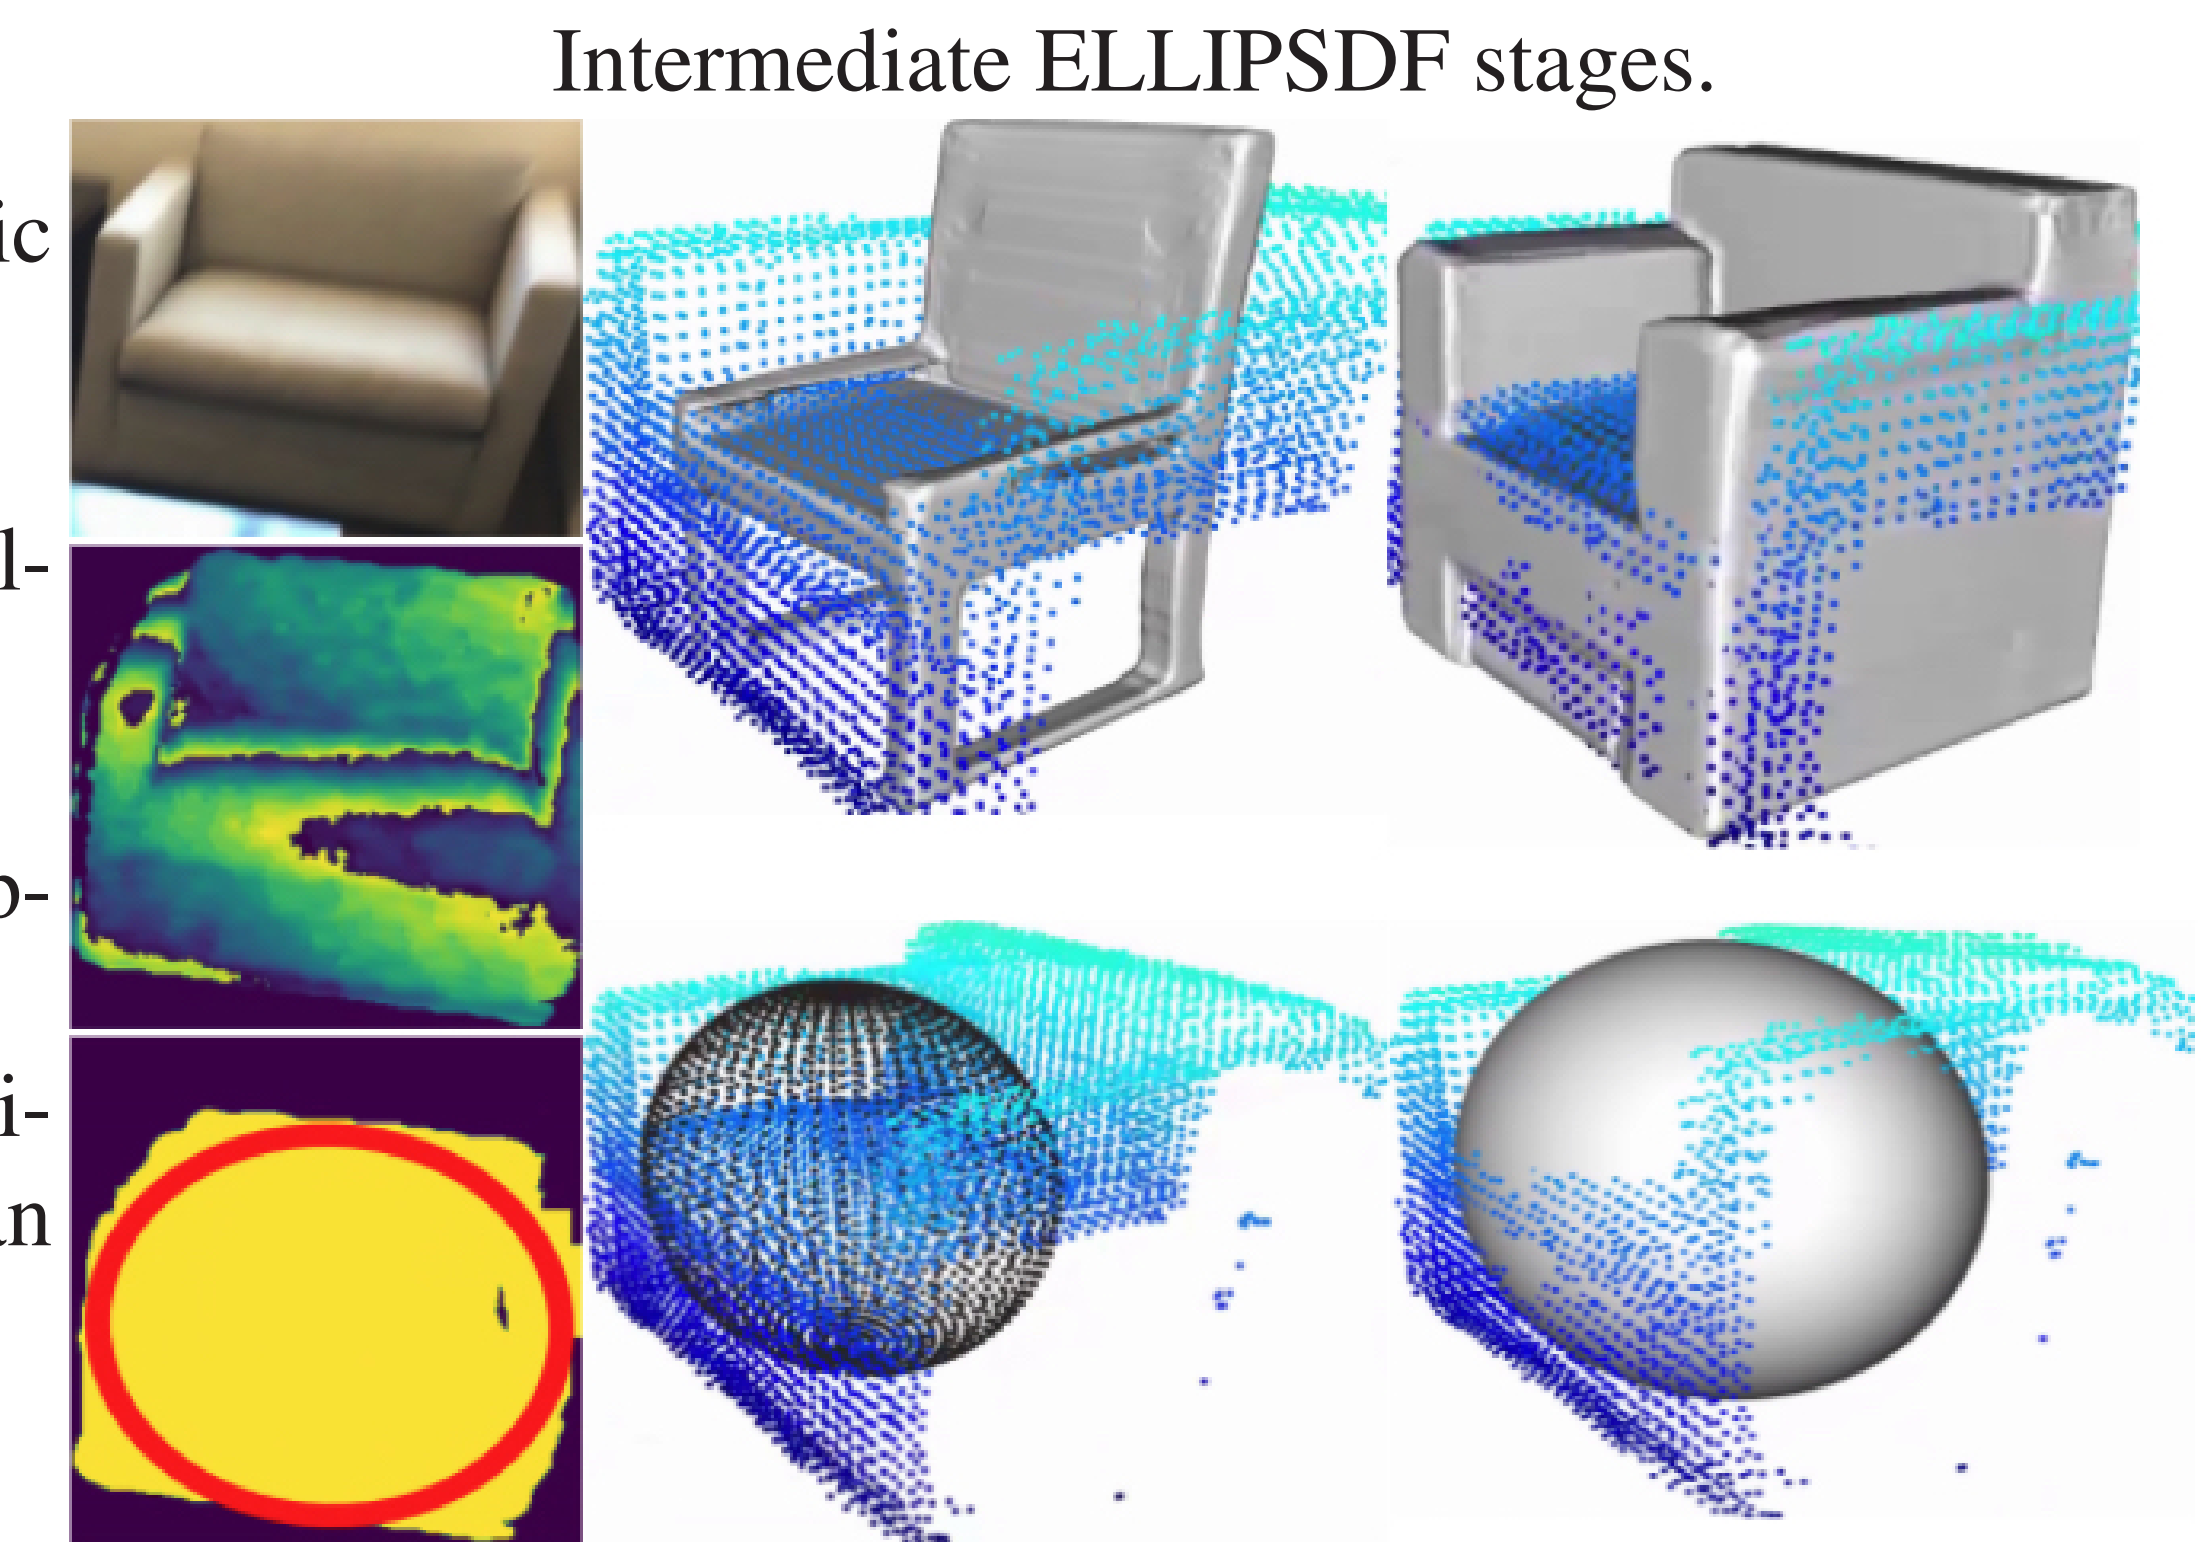 Intermediate ELLIPSDF stages.
ic
l-
i-